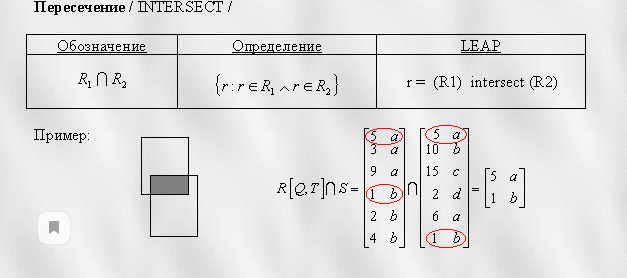 Пересечение / INTERSECT /
Обозначение Определение LEAP
R₁ ⋂ R₂ {r : r ∈ R₁ ∧ r ∈ R₂} r = (R1) intersect (R2)
Пример:
R[Q,T]⋂S = [5 a 3 a 9 a 1 b 2 b 4 b] ⋂ [5 a 10 b 15 c 2 d 6 a 1 b] = [5 a 1 b]